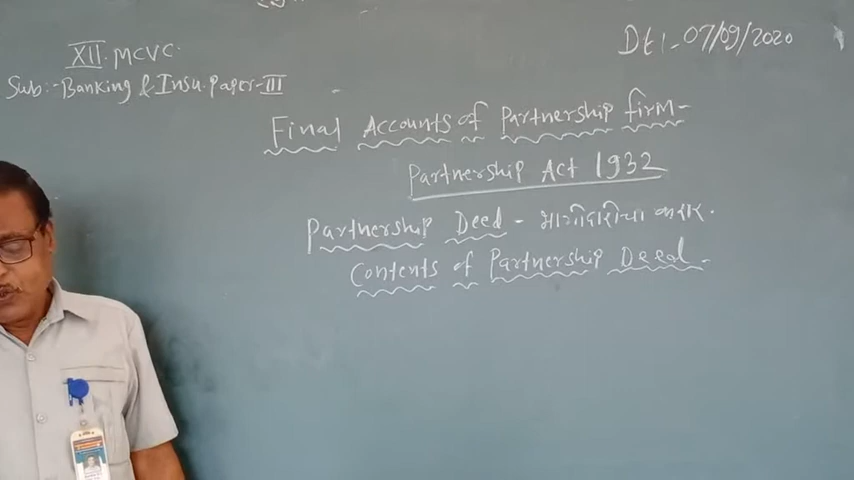 XII. MCVC.
Dt:- 07/09/2020
Sub:- Banking & Insu. Paper-III
Final Accounts of Partnership firm-
Partnership Act 1932
Partnership Deed - भागीदारीचा करार.
Contents of Partnership Deed.